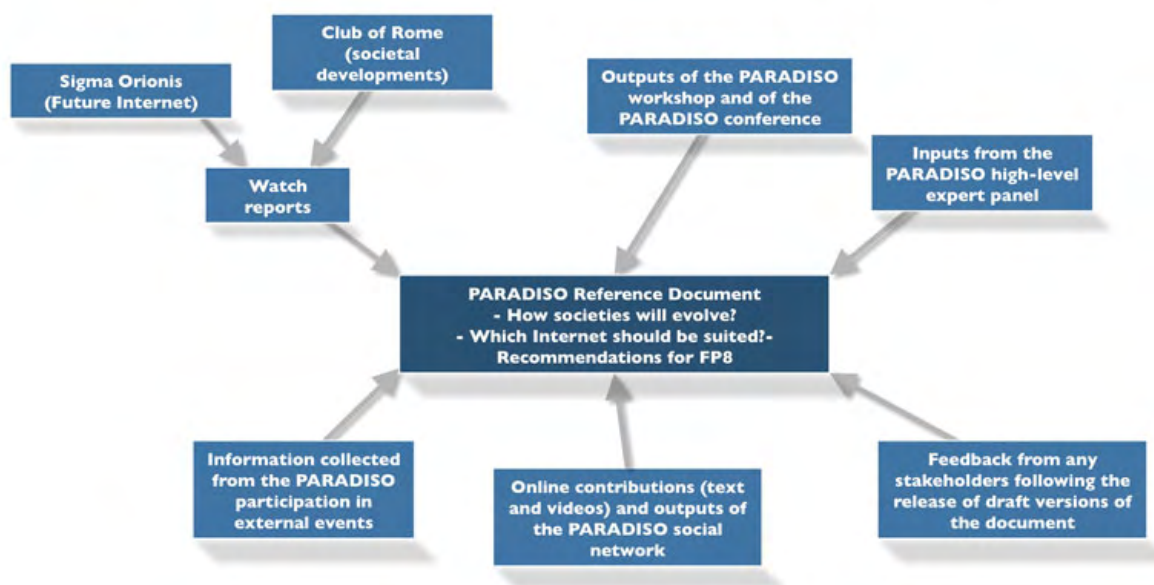 Club of Rome
(societal
developments)
Sigma Orionis
(Future Internet)
Outputs of the PARADISO
workshop and of the
PARADISO conference
Inputs from the
PARADISO high-level
expert panel
Watch
reports
PARADISO Reference Document
- How societies will evolve?
- Which Internet should be suited?-
Recommendations for FP8
Information collected
from the PARADISO
participation in
external events
Online contributions (text
and videos) and outputs of
the PARADISO social
network
Feedback from any
stakeholders following the
release of draft versions of
the document